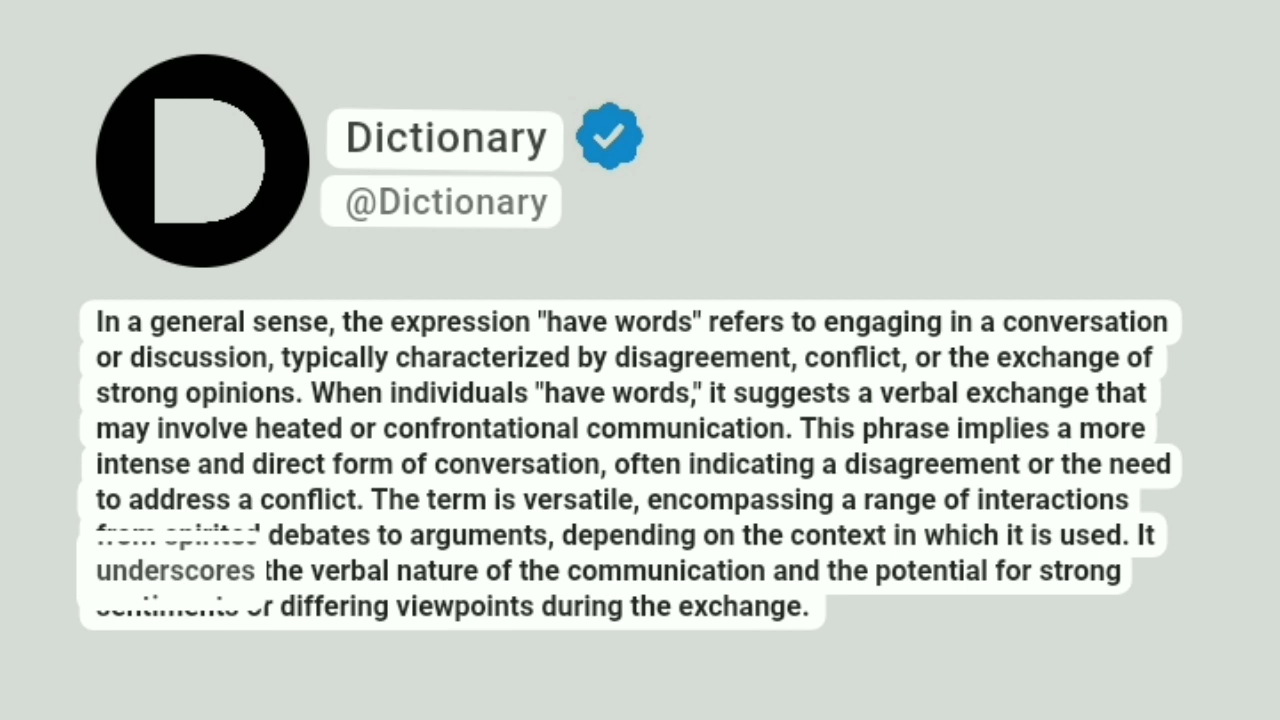 D
Dictionary
@Dictionary
In a general sense, the expression "have words" refers to engaging in a conversation
or discussion, typically characterized by disagreement, conflict, or the exchange of
strong opinions. When individuals "have words," it suggests a verbal exchange that
may involve heated or confrontational communication. This phrase implies a more
intense and direct form of conversation, often indicating a disagreement or the need
to address a conflict. The term is versatile, encompassing a range of interactions
from spirited debates to arguments, depending on the context in which it is used. It
underscores the verbal nature of the communication and the potential for strong
sentiments or differing viewpoints during the exchange.